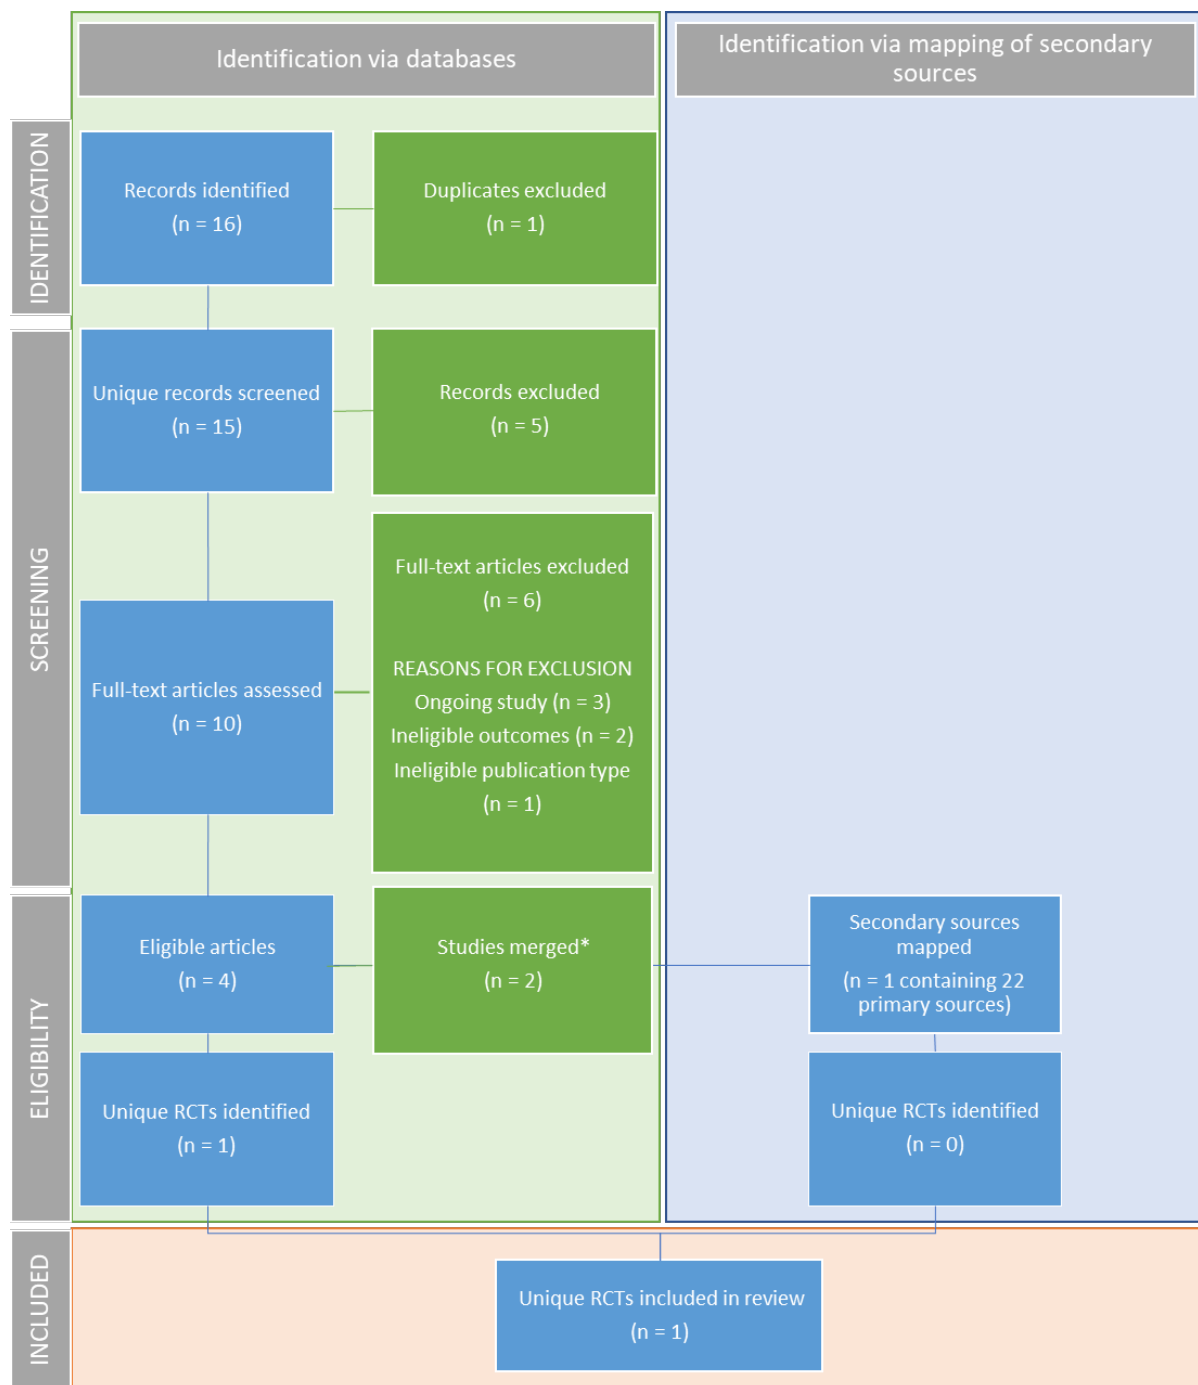 Identification via databases
Identification via mapping of secondary
sources
IDENTIFICATION
Records identified
(n = 16)
Duplicates excluded
(n = 1)
SCREENING
Unique records screened
(n = 15)
Records excluded
(n = 5)
Full-text articles assessed
(n = 10)
Full-text articles excluded
(n = 6)
REASONS FOR EXCLUSION
Ongoing study (n = 3)
Ineligible outcomes (n = 2)
Ineligible publication type
(n = 1)
ELIGIBILITY
Eligible articles
(n = 4)
Studies merged*
(n = 2)
Secondary sources
mapped
(n = 1 containing 22
primary sources)
Unique RCTs identified
(n = 1)
Unique RCTs identified
(n = 0)
INCLUDED
Unique RCTs included in review
(n = 1)